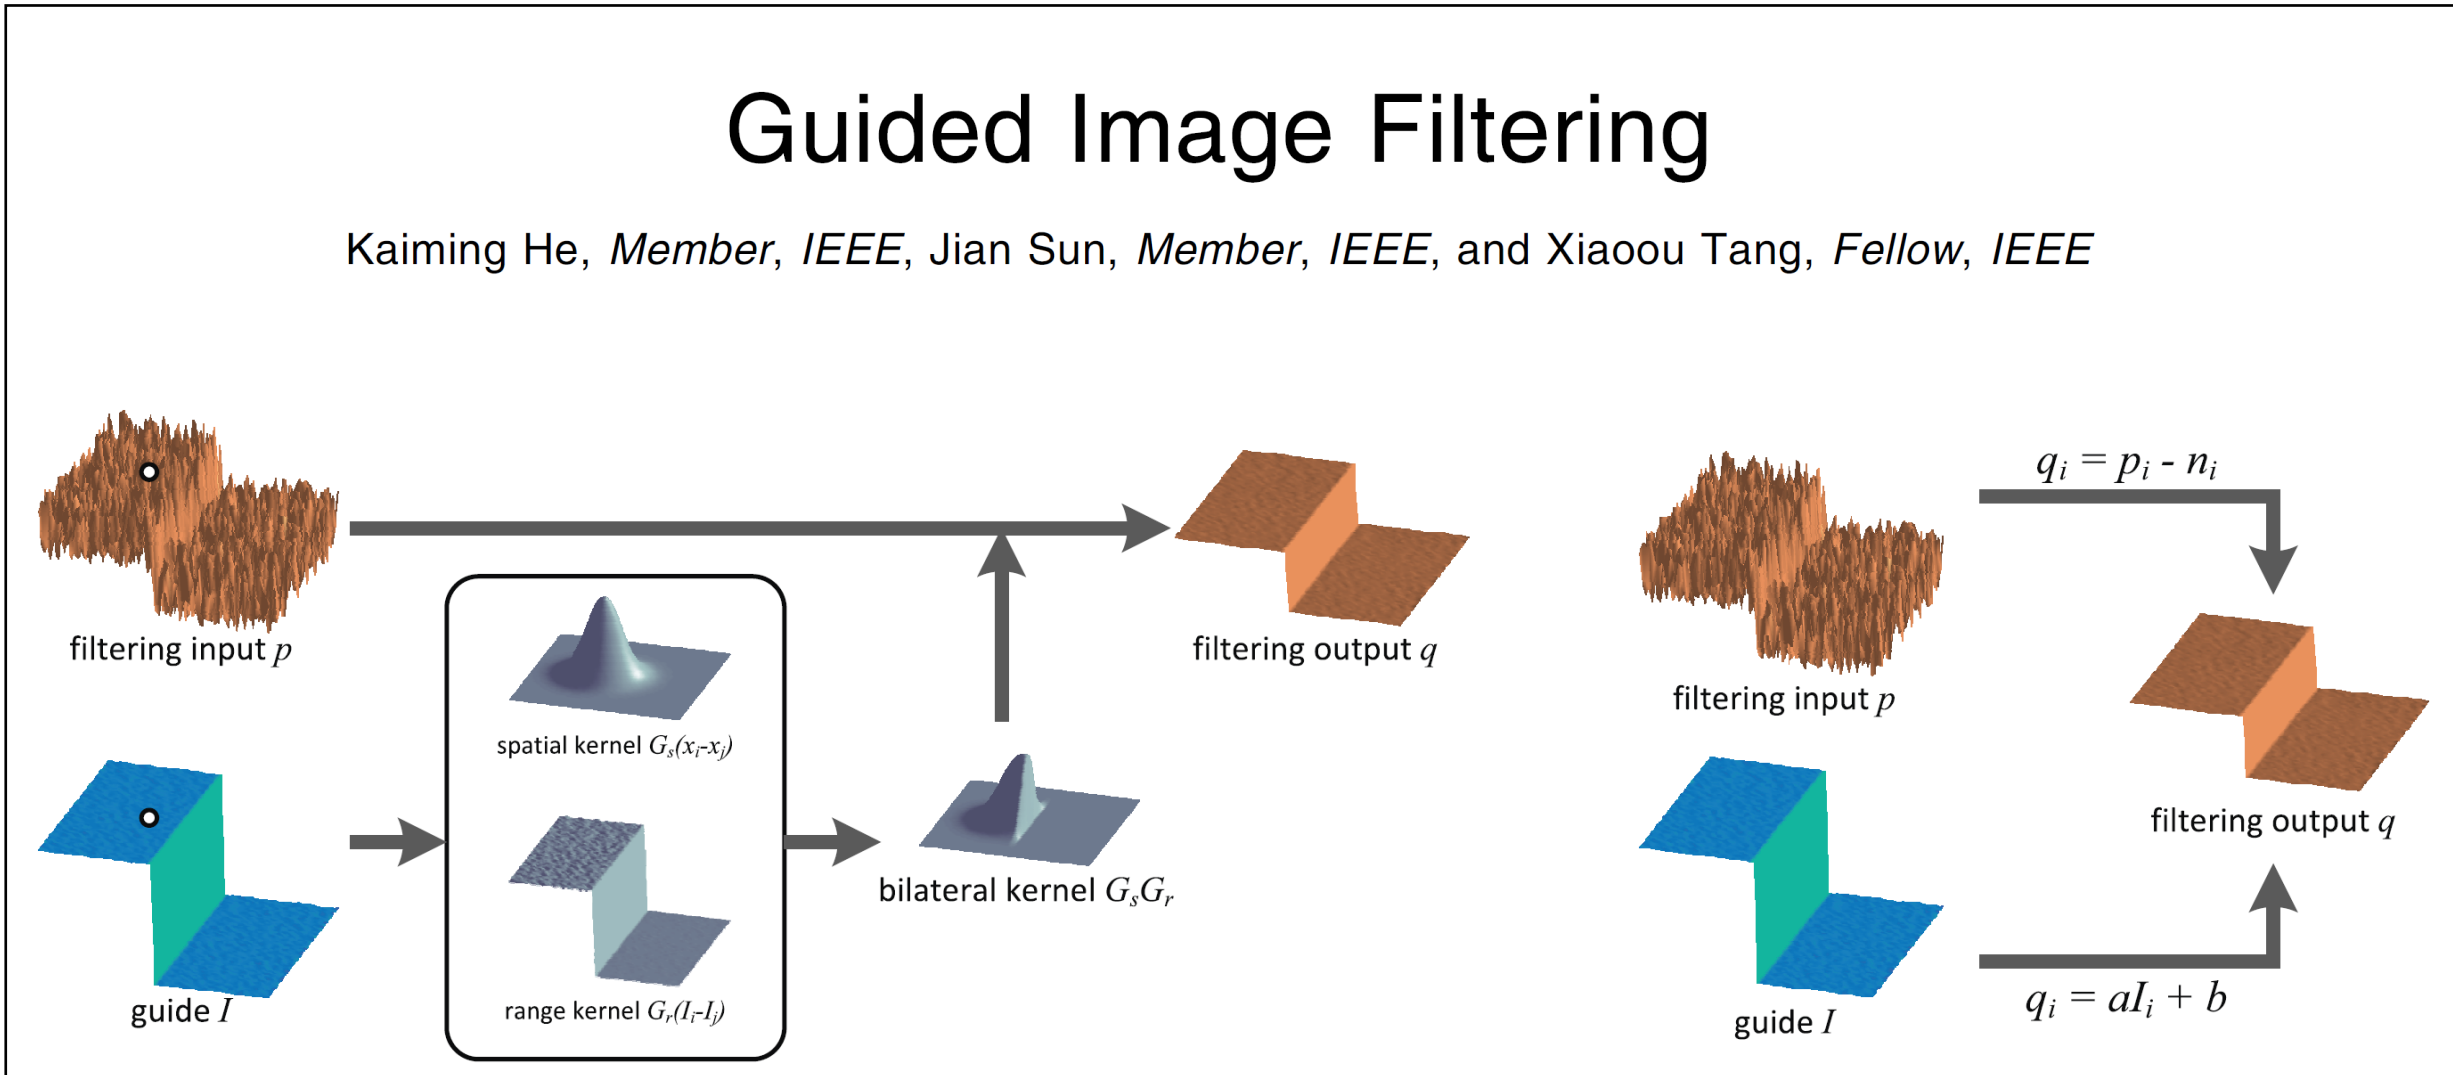 Guided Image Filtering
Kaiming He, Member, IEEE, Jian Sun, Member, IEEE, and Xiaoou Tang, Fellow, IEEE
filtering input p
guide I
spatial kernel Gs(xi-xj)
range kernel Gr(Ii-Ij)
bilateral kernel GsGr
filtering output q
filtering input p
guide I
qi = pi - ni
filtering output q
qi = aIi + b